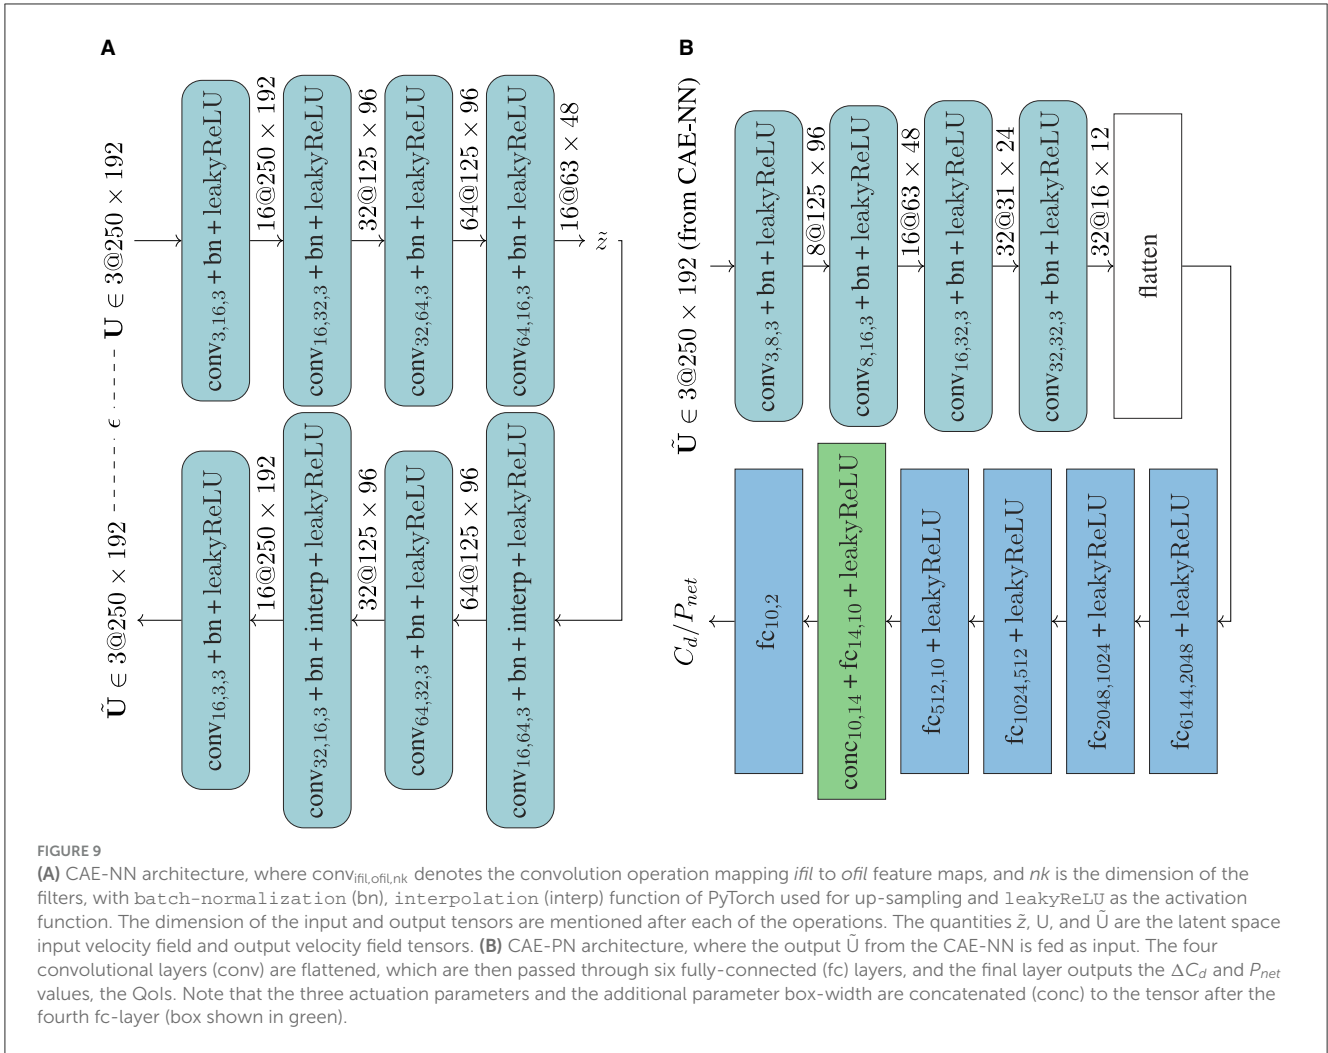 A
U ∈ 3@250 × 192
conv3,16,3 + bn + leakyReLU
16@250 × 192
conv16,32,3 + bn + leakyReLU
32@125 × 96
conv32,64,3 + bn + leakyReLU
64@125 × 96
conv64,16,3 + bn + leakyReLU
16@63 × 48
z̃
ϵ
conv16,64,3 + bn + interp + leakyReLU
64@125 × 96
conv64,32,3 + bn + leakyReLU
32@125 × 96
conv32,16,3 + bn + interp + leakyReLU
16@250 × 192
conv16,3,3 + bn + leakyReLU
Ũ ∈ 3@250 × 192
B
Ũ ∈ 3@250 × 192 (from CAE-NN)
conv3,8,3 + bn + leakyReLU
8@125 × 96
conv8,16,3 + bn + leakyReLU
16@63 × 48
conv16,32,3 + bn + leakyReLU
32@31 × 24
conv32,32,3 + bn + leakyReLU
32@16 × 12
flatten
fc6144,2048 + leakyReLU
fc2048,1024 + leakyReLU
fc1024,512 + leakyReLU
fc512,10 + leakyReLU
conc10,14 + fc14,10 + leakyReLU
fc10,2
Cd/Pnet
FIGURE 9
(A) CAE-NN architecture, where convifil,ofil,nk denotes the convolution operation mapping ifil to ofil feature maps, and nk is the dimension of the
filters, with batch-normalization (bn), interpolation (interp) function of PyTorch used for up-sampling and leakyReLU as the activation
function. The dimension of the input and output tensors are mentioned after each of the operations. The quantities z̃, U, and Ũ are the latent space
input velocity field and output velocity field tensors. (B) CAE-PN architecture, where the output Ũ from the CAE-NN is fed as input. The four
convolutional layers (conv) are flattened, which are then passed through six fully-connected (fc) layers, and the final layer outputs the ΔCd and Pnet
values, the QoIs. Note that the three actuation parameters and the additional parameter box-width are concatenated (conc) to the tensor after the
fourth fc-layer (box shown in green).